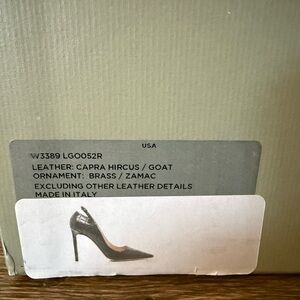 USA
W3389 LGO052R
LEATHER: CAPRA HIRCUS / GOAT
ORNAMENT: BRASS / ZAMAC
EXCLUDING OTHER LEATHER DETAILS
MADE IN ITALY